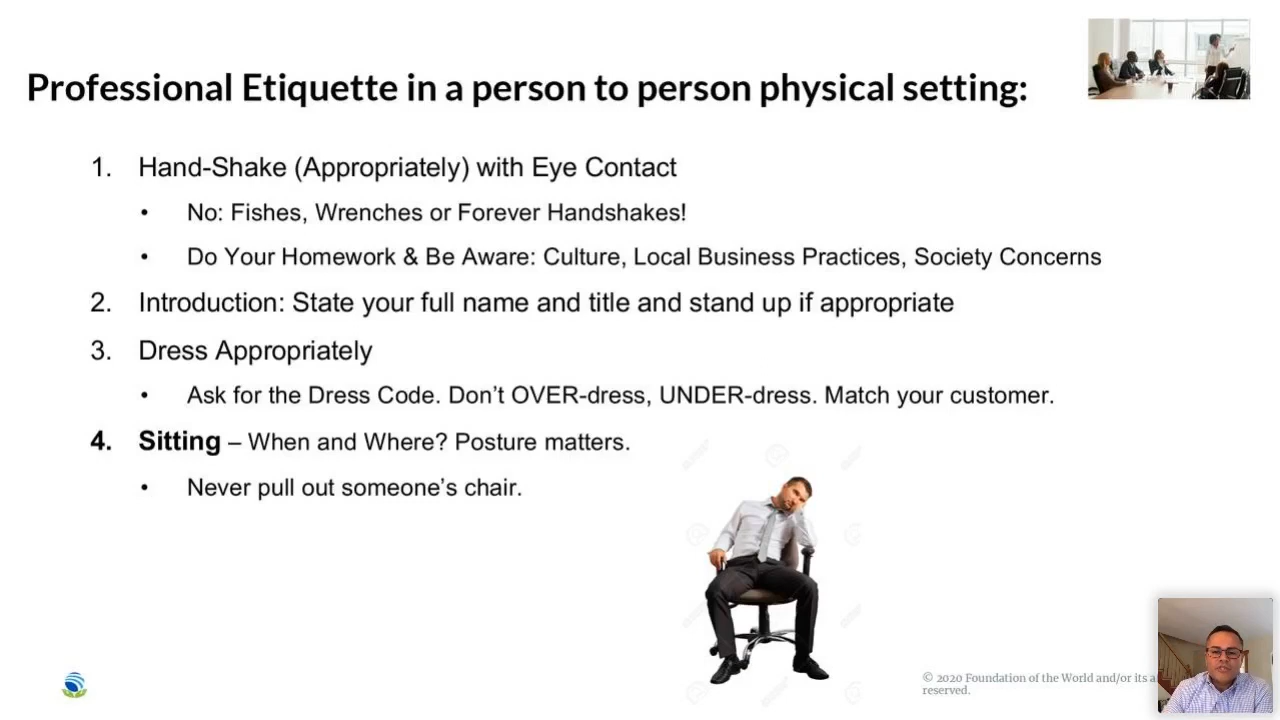 Professional Etiquette in a person to person physical setting:
1. Hand-Shake (Appropriately) with Eye Contact
• No: Fishes, Wrenches or Forever Handshakes!
• Do Your Homework & Be Aware: Culture, Local Business Practices, Society Concerns
2. Introduction: State your full name and title and stand up if appropriate
3. Dress Appropriately
• Ask for the Dress Code. Don’t OVER-dress, UNDER-dress. Match your customer.
4. Sitting – When and Where? Posture matters.
• Never pull out someone’s chair.
© 2020 Foundation of the World and/or its
reserved.